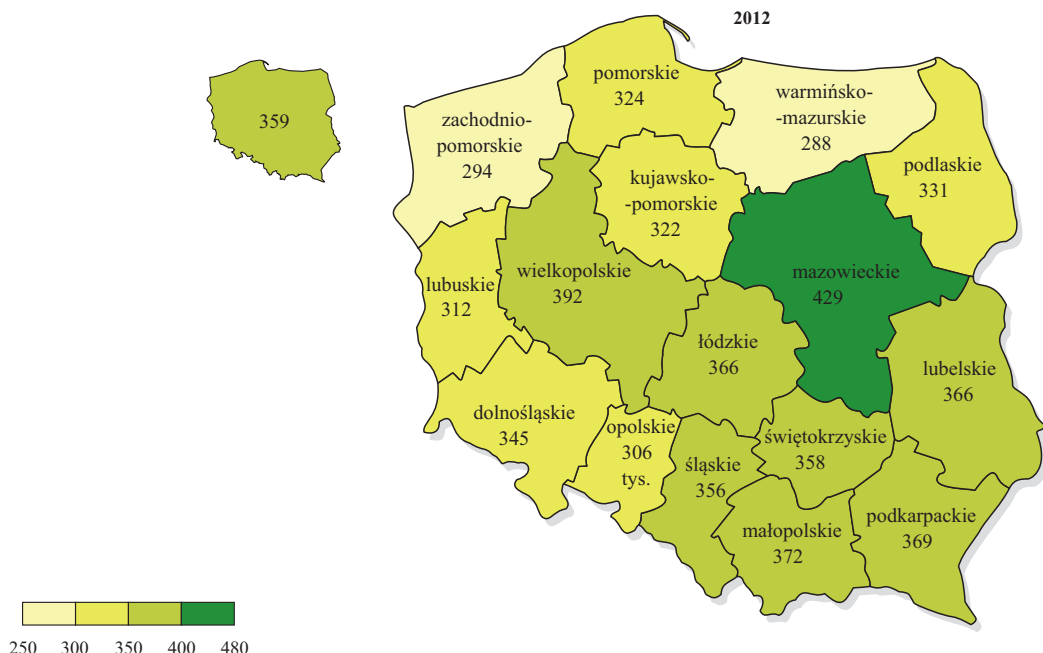 2012
359
pomorskie
324
warmińsko-
-mazurskie
288
zachodnio-
pomorskie
294
podlaskie
331
kujawsko-
-pomorskie
322
lubuskie
312
wielkopolskie
392
mazowieckie
429
łódzkie
366
lubelskie
366
dolnośląskie
345
opolskie
306
tys.
śląskie
356
świętokrzyskie
358
małopolskie
372
podkarpackie
369
250 300 350 400 480